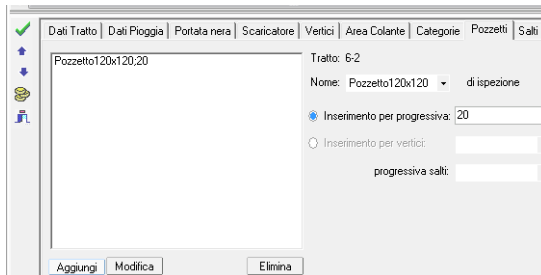 Dati Tratto Dati Pioggia Portata nera Scaricatore Vertici Area Colante Categorie Pozzetti Salti
Pozzetto120x120;20
Tratto: 6-2
Nome: Pozzetto120x120 di ispezione
Inserimento per progressiva: 20
Inserimento per vertici:
progressiva salti:
Aggiungi Modifica Elimina